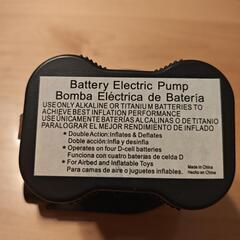 Battery Electric Pump
Bomba Eléctrica de Batería
USE ONLY ALKALINE OR TITANIUM BATTERIES TO
ACHIEVE BEST INFLATION PERFORMANCE
USE ÚNICAMENTE BATERÍAS ALCALINAS O DE TITANIO
PARALOGRAR EL MEJOR RENDIMIENTO DE INFLADO
• Double Action: Inflates & Deflates
Doble acción: Infla y desinfla
• Operates on four D-cell batteries
Funciona con cuatro baterías de celda D
• For Airbed and Inflatable Toys
Para camas de aire o juguetes inflables.
Made in China
Hecho en China